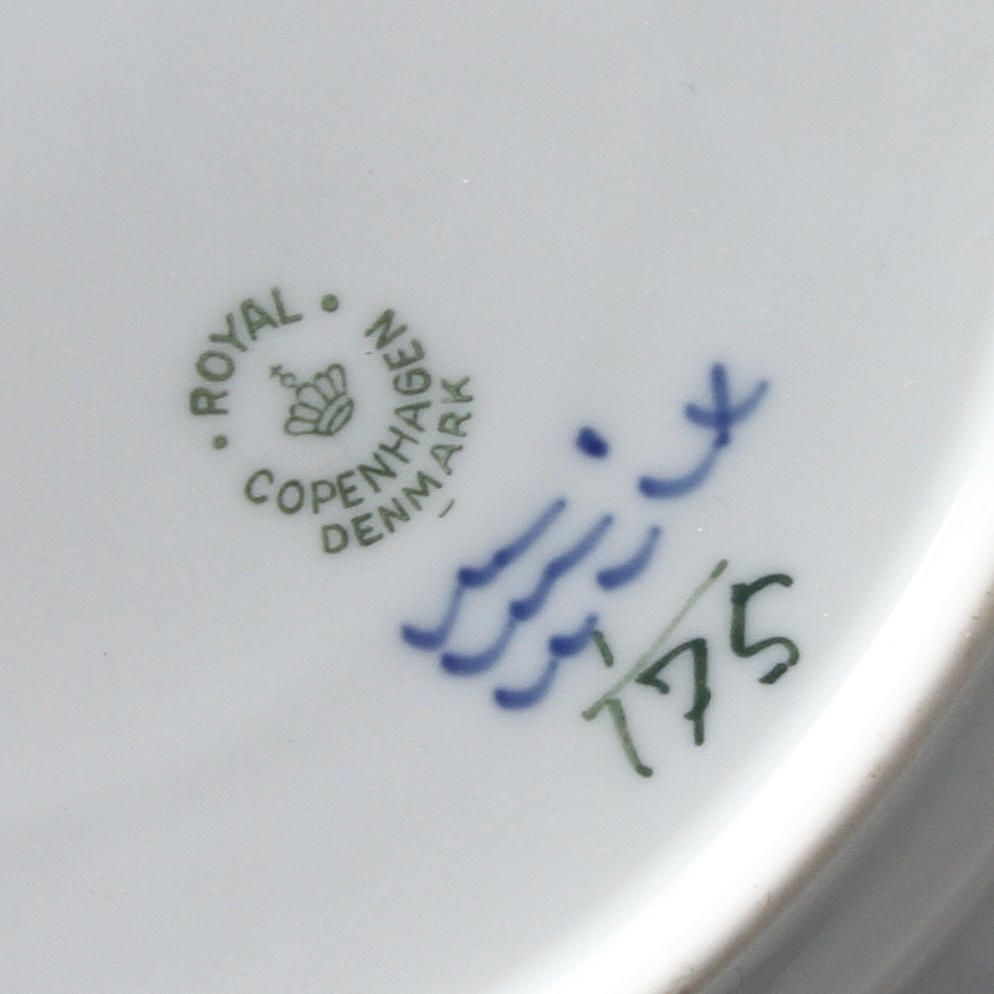 ROYAL
COPENHAGEN
DENMARK
1/
175